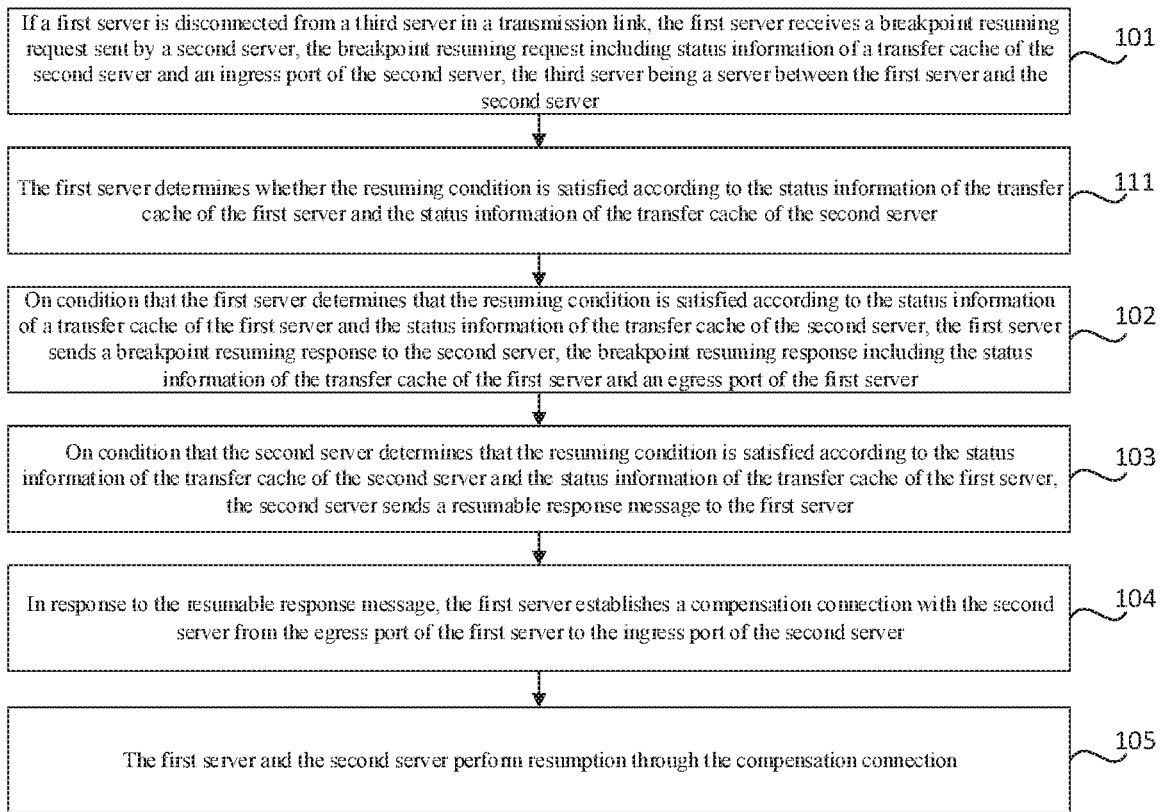 If a first server is disconnected from a third server in a transmission link, the first server receives a breakpoint resuming
request sent by a second server, the breakpoint resuming request including status information of a transfer cache of the
second server and an ingress port of the second server, the third server being a server between the first server and the
second server
101
The first server determines whether the resuming condition is satisfied according to the status information of the transfer
cache of the first server and the status information of the transfer cache of the second server
111
On condition that the first server determines that the resuming condition is satisfied according to the status information
of a transfer cache of the first server and the status information of the transfer cache of the second server, the first server
sends a breakpoint resuming response to the second server, the breakpoint resuming response including the status
information of the transfer cache of the first server and an egress port of the first server
102
On condition that the second server determines that the resuming condition is satisfied according to the status
information of the transfer cache of the second server and the status information of the transfer cache of the first server,
the second server sends a resumable response message to the first server
103
In response to the resumable response message, the first server establishes a compensation connection with the second
server from the egress port of the first server to the ingress port of the second server
104
The first server and the second server perform resumption through the compensation connection
105